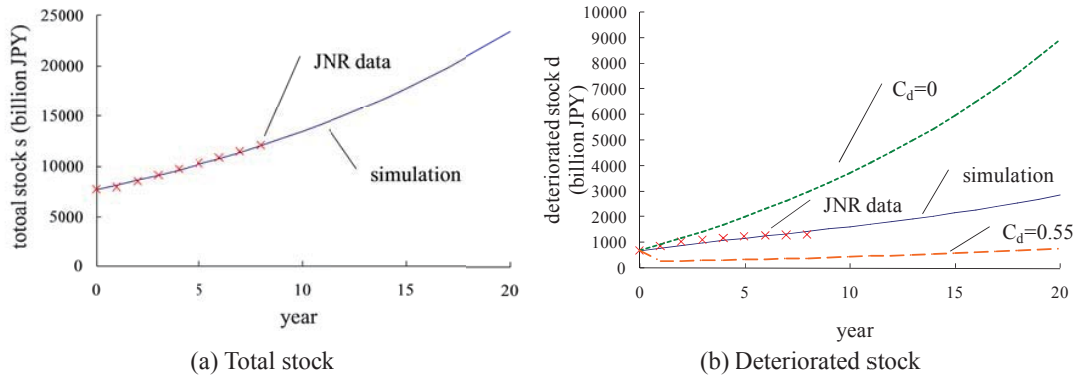 25000
20000
15000
10000
5000
0
totoal stock s (billion JPY)
JNR data
simulation
0 5 10 15 20
year
(a) Total stock
10000
9000
8000
7000
6000
5000
4000
3000
2000
1000
0
deteriorated stock d
(billion JPY)
C_d=0
simulation
JNR data
C_d=0.55
0 5 10 15 20
year
(b) Deteriorated stock